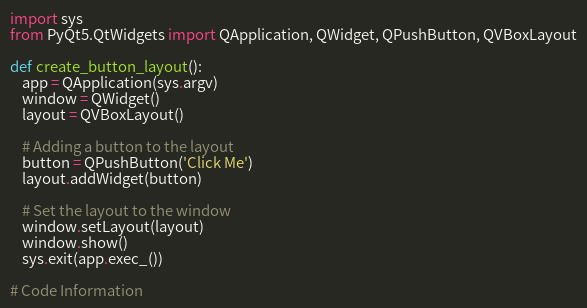 import sys
from PyQt5.QtWidgets import QApplication, QWidget, QPushButton, QVBoxLayout
def create_button_layout():
    app = QApplication(sys.argv)
    window = QWidget()
    layout = QVBoxLayout()
    # Adding a button to the layout
    button = QPushButton('Click Me')
    layout.addWidget(button)
    # Set the layout to the window
    window.setLayout(layout)
    window.show()
    sys.exit(app.exec_())
# Code Information